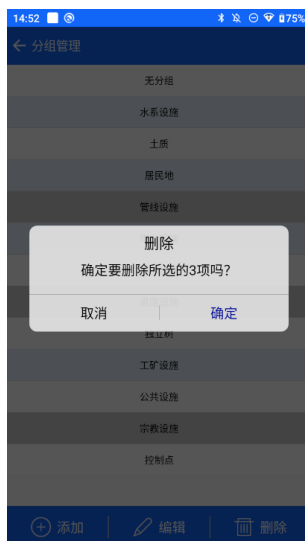 14:52 75%
分组管理
无分组
水系设施
土质
居民地
管线设施
删除
确定要删除所选的3项吗?
取消 确定
独立树
工矿设施
公共设施
宗教设施
控制点
添加 编辑 删除